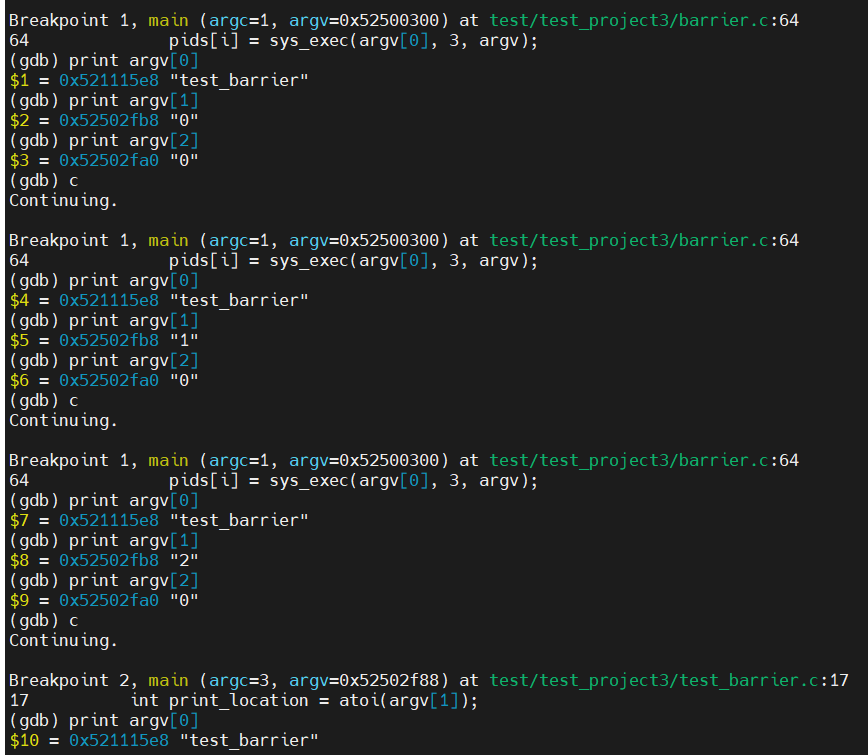 Breakpoint 1, main (argc=1, argv=0x52500300) at test/test_project3/barrier.c:64
64              pids[i] = sys_exec(argv[0], 3, argv);
(gdb) print argv[0]
$1 = 0x521115e8 "test_barrier"
(gdb) print argv[1]
$2 = 0x52502fb8 "0"
(gdb) print argv[2]
$3 = 0x52502fa0 "0"
(gdb) c
Continuing.

Breakpoint 1, main (argc=1, argv=0x52500300) at test/test_project3/barrier.c:64
64              pids[i] = sys_exec(argv[0], 3, argv);
(gdb) print argv[0]
$4 = 0x521115e8 "test_barrier"
(gdb) print argv[1]
$5 = 0x52502fb8 "1"
(gdb) print argv[2]
$6 = 0x52502fa0 "0"
(gdb) c
Continuing.

Breakpoint 1, main (argc=1, argv=0x52500300) at test/test_project3/barrier.c:64
64              pids[i] = sys_exec(argv[0], 3, argv);
(gdb) print argv[0]
$7 = 0x521115e8 "test_barrier"
(gdb) print argv[1]
$8 = 0x52502fb8 "2"
(gdb) print argv[2]
$9 = 0x52502fa0 "0"
(gdb) c
Continuing.

Breakpoint 2, main (argc=3, argv=0x52502f88) at test/test_project3/test_barrier.c:17
17          int print_location = atoi(argv[1]);
(gdb) print argv[0]
$10 = 0x521115e8 "test_barrier"